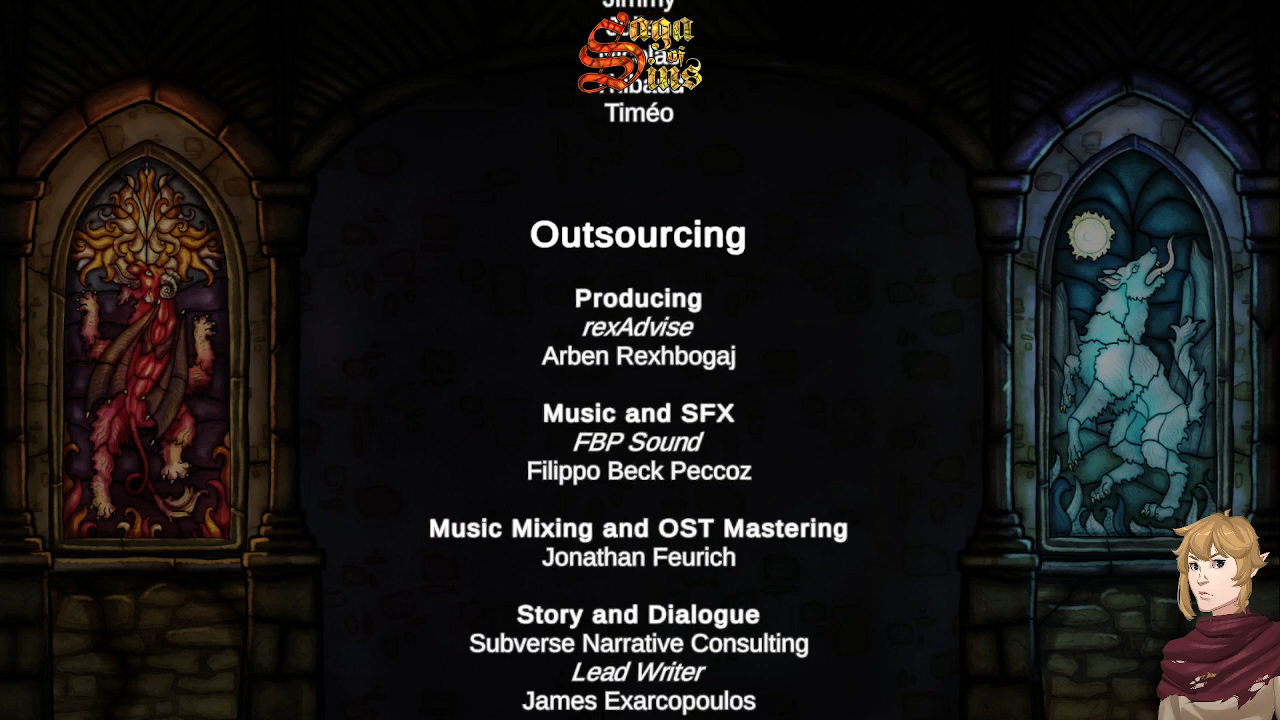 Jimmy
Saga
of
Sins
Timéo
Outsourcing
Producing
rexAdvise
Arben Rexhbogaj
Music and SFX
FBP Sound
Filippo Beck Peccoz
Music Mixing and OST Mastering
Jonathan Feurich
Story and Dialogue
Subverse Narrative Consulting
Lead Writer
James Exarcopoulos